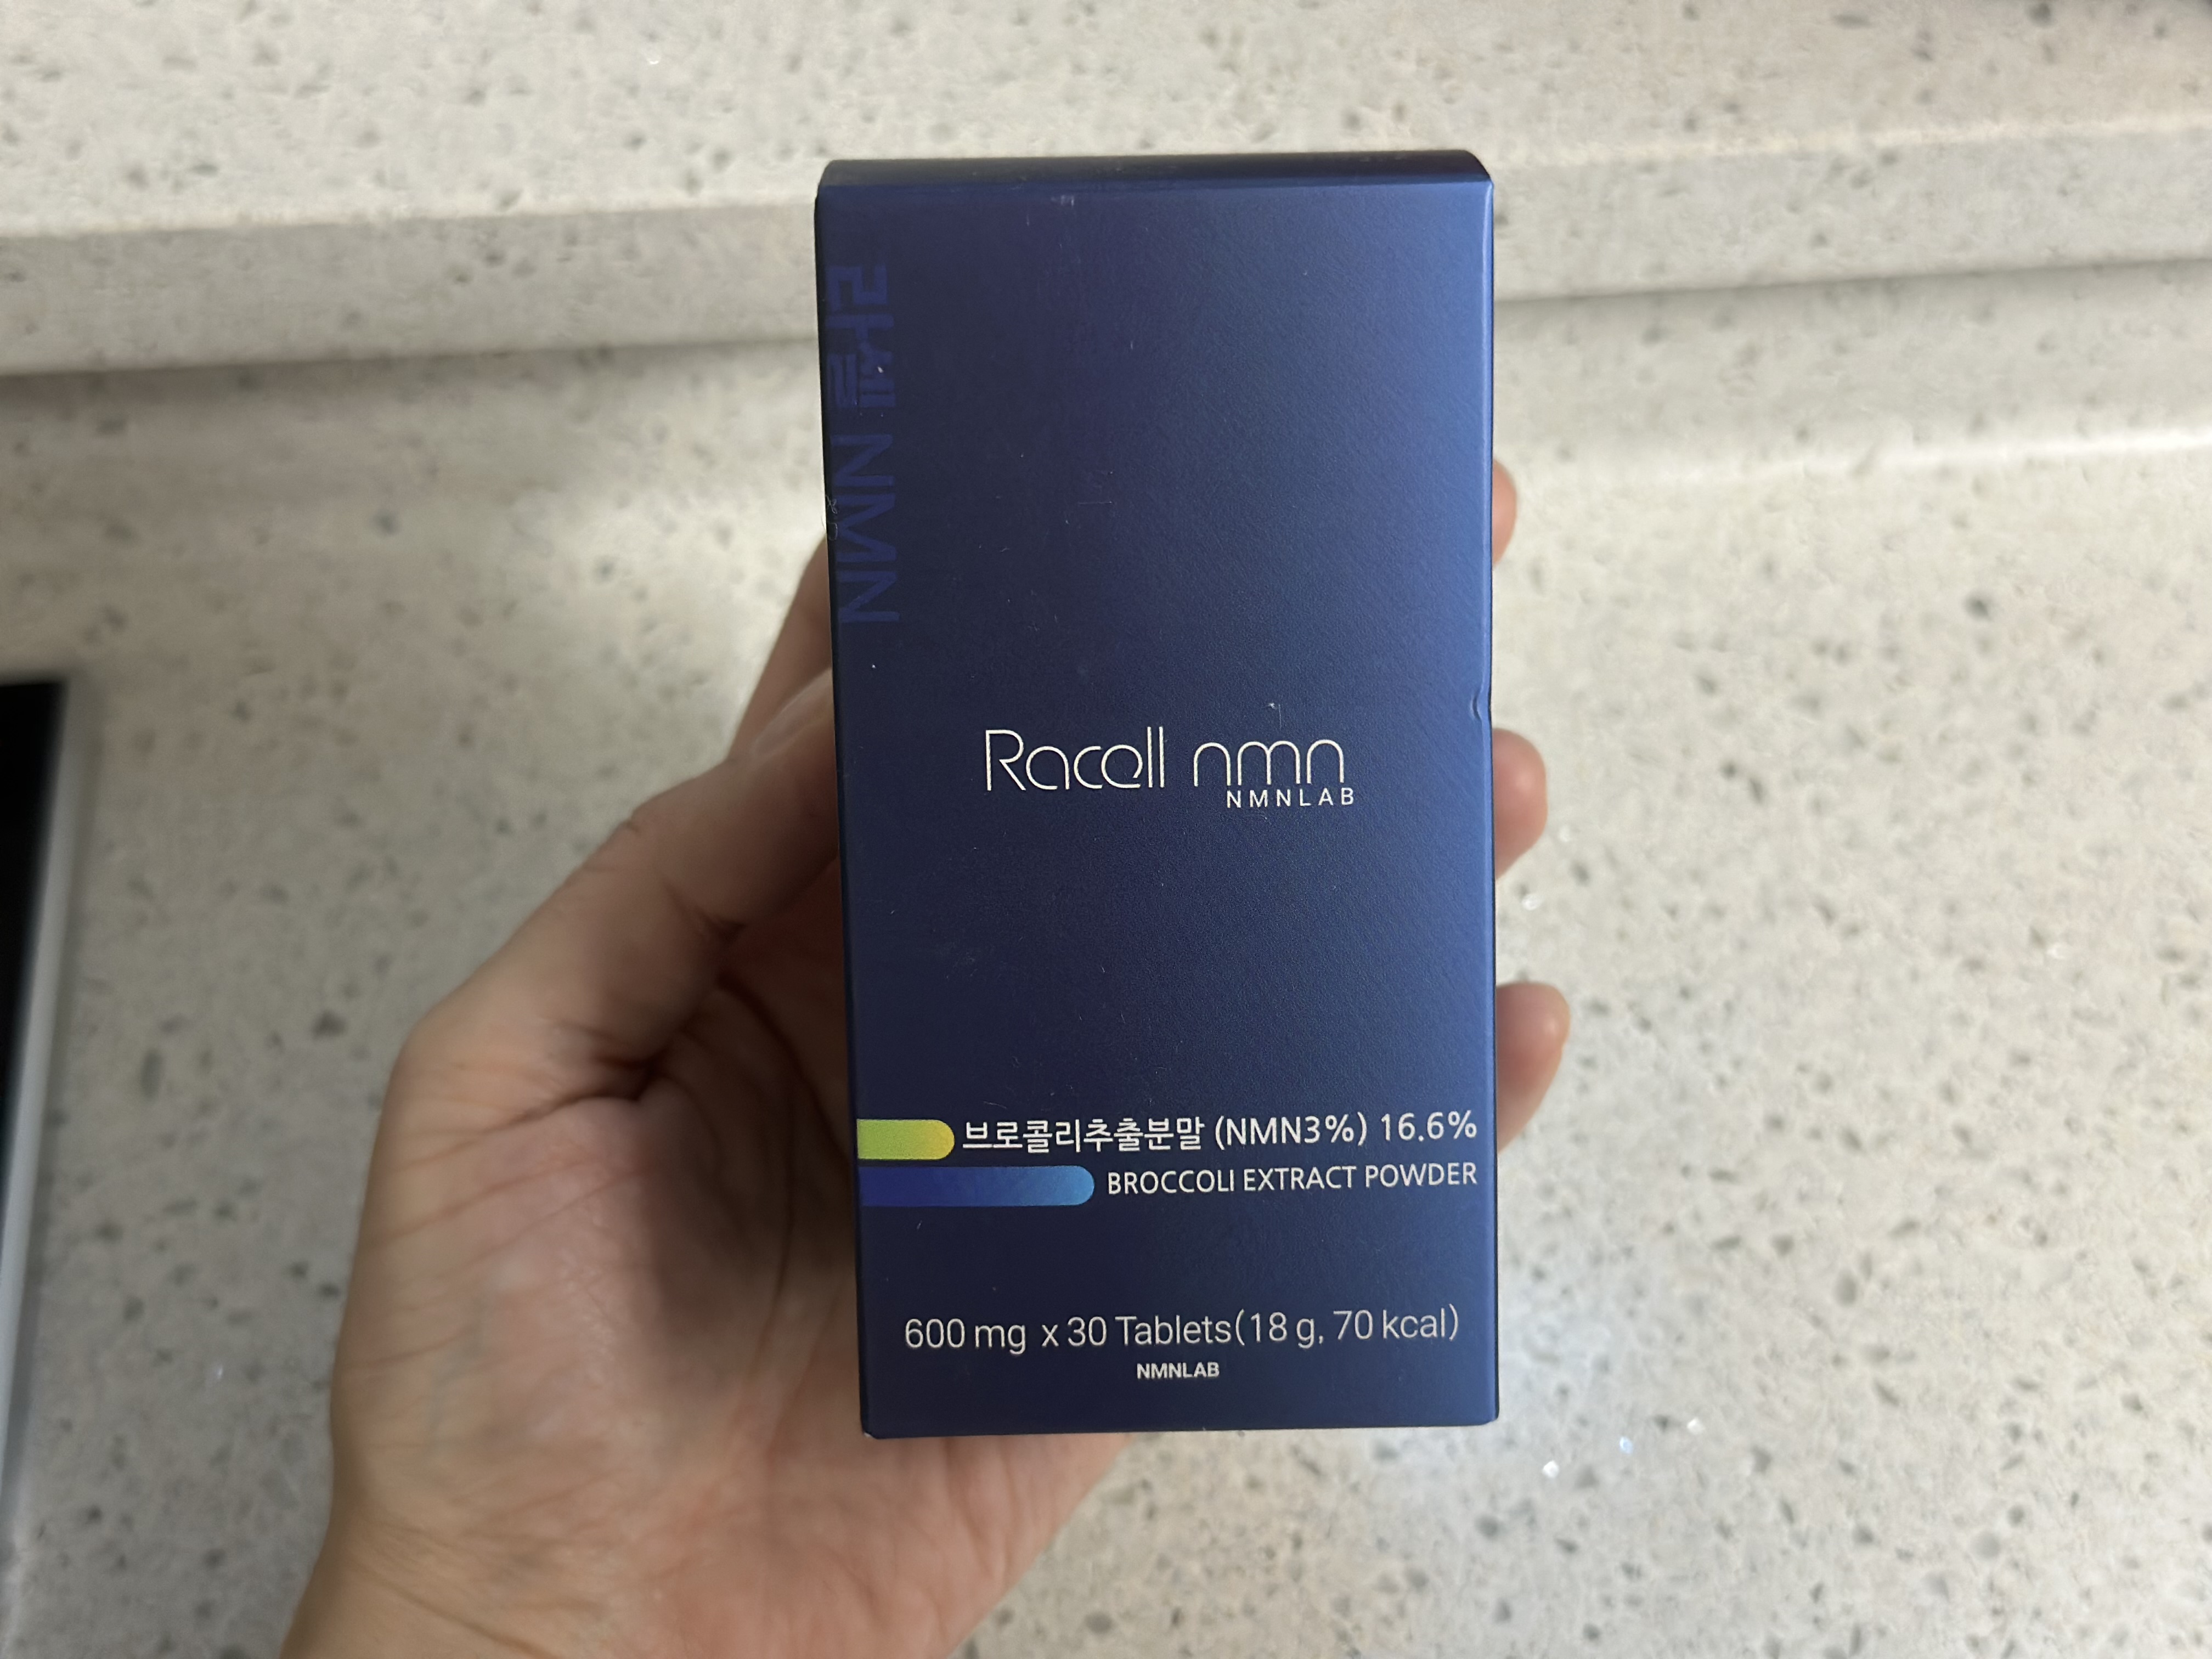 라셀 NMN
Racell nmn
NMNLAB
브로콜리추출분말 (NMN3%) 16.6%
BROCCOLI EXTRACT POWDER
600 mg x 30 Tablets(18 g, 70 kcal)
NMNLAB